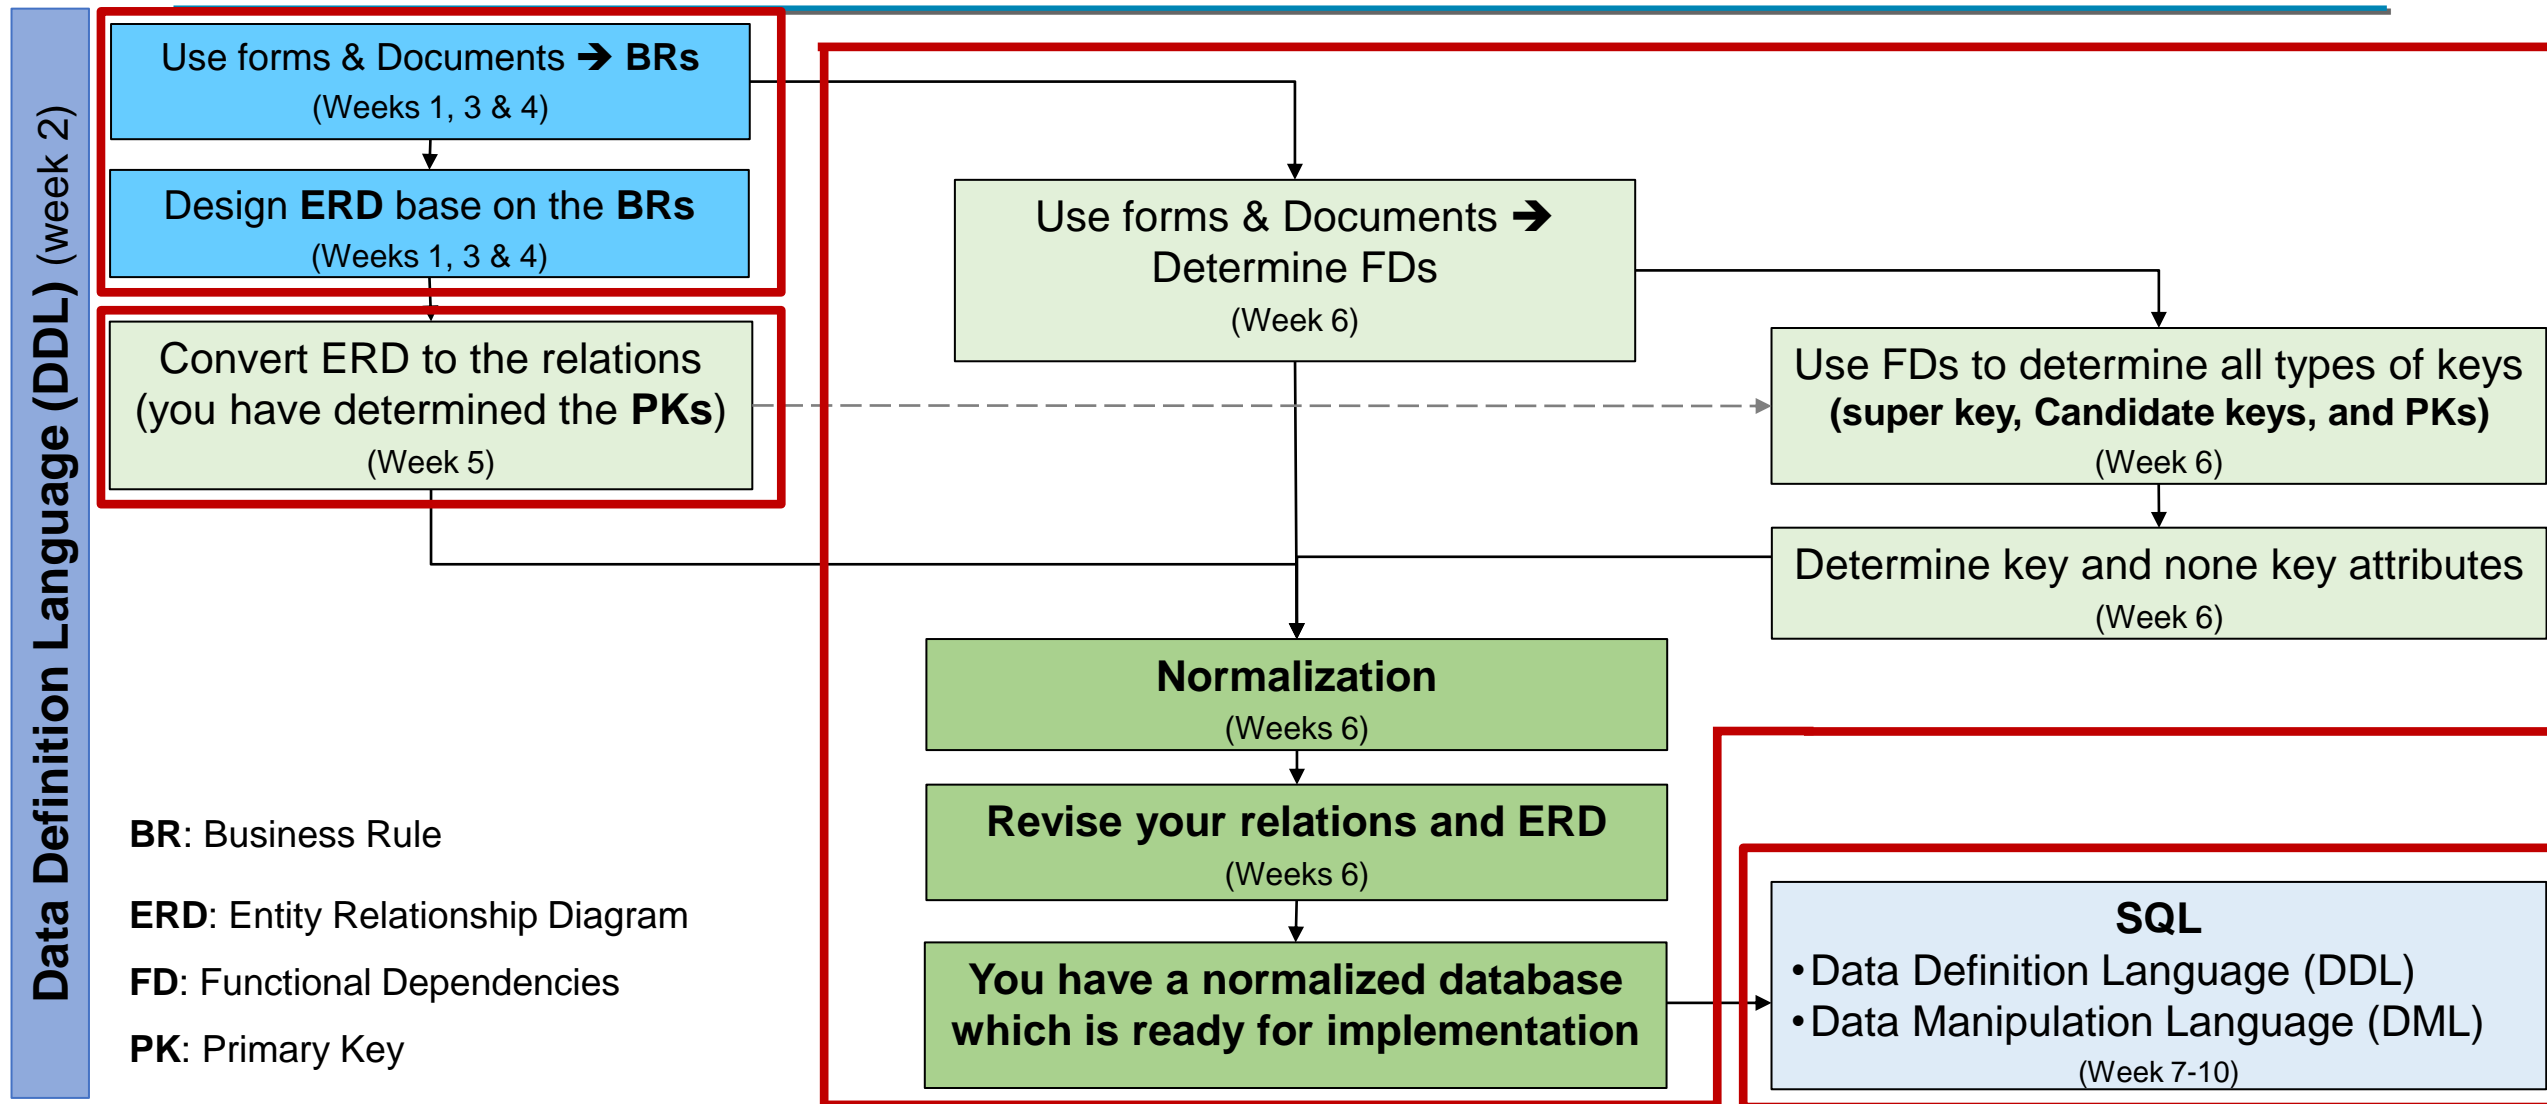 Data Definition Language (DDL) (week 2)
Use forms & Documents ➔ BRs
(Weeks 1, 3 & 4)
Design ERD base on the BRs
(Weeks 1, 3 & 4)
Convert ERD to the relations
(you have determined the PKs)
(Week 5)
Use forms & Documents ➔
Determine FDs
(Week 6)
Use FDs to determine all types of keys
(super key, Candidate keys, and PKs)
(Week 6)
Determine key and none key attributes
(Week 6)
Normalization
(Weeks 6)
Revise your relations and ERD
(Weeks 6)
You have a normalized database
which is ready for implementation
SQL
•Data Definition Language (DDL)
•Data Manipulation Language (DML)
(Week 7-10)
BR: Business Rule
ERD: Entity Relationship Diagram
FD: Functional Dependencies
PK: Primary Key